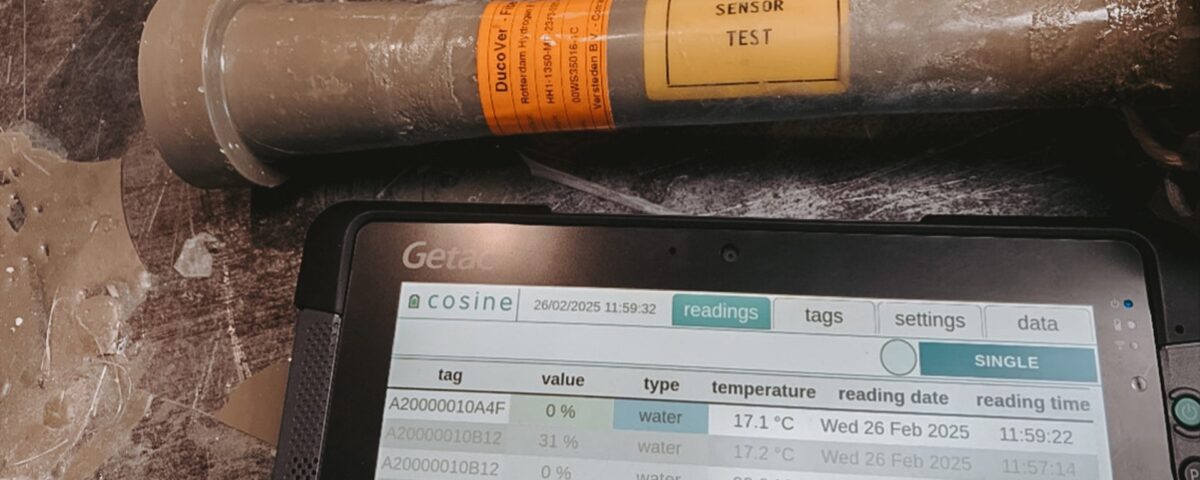 SENSOR
TEST
DucoVer
Rotterdam Hydrogen
Versteden B.V.
Getac
cosine
26/02/2025 11:59:32
readings
tags
settings
data
SINGLE
tag value type temperature reading date reading time
A20000010A4F 0 % water 17.1 °C Wed 26 Feb 2025 11:59:22
A20000010B12 31 % water 17.2 °C Wed 26 Feb 2025 11:57:14
A20000010B12 0 % water